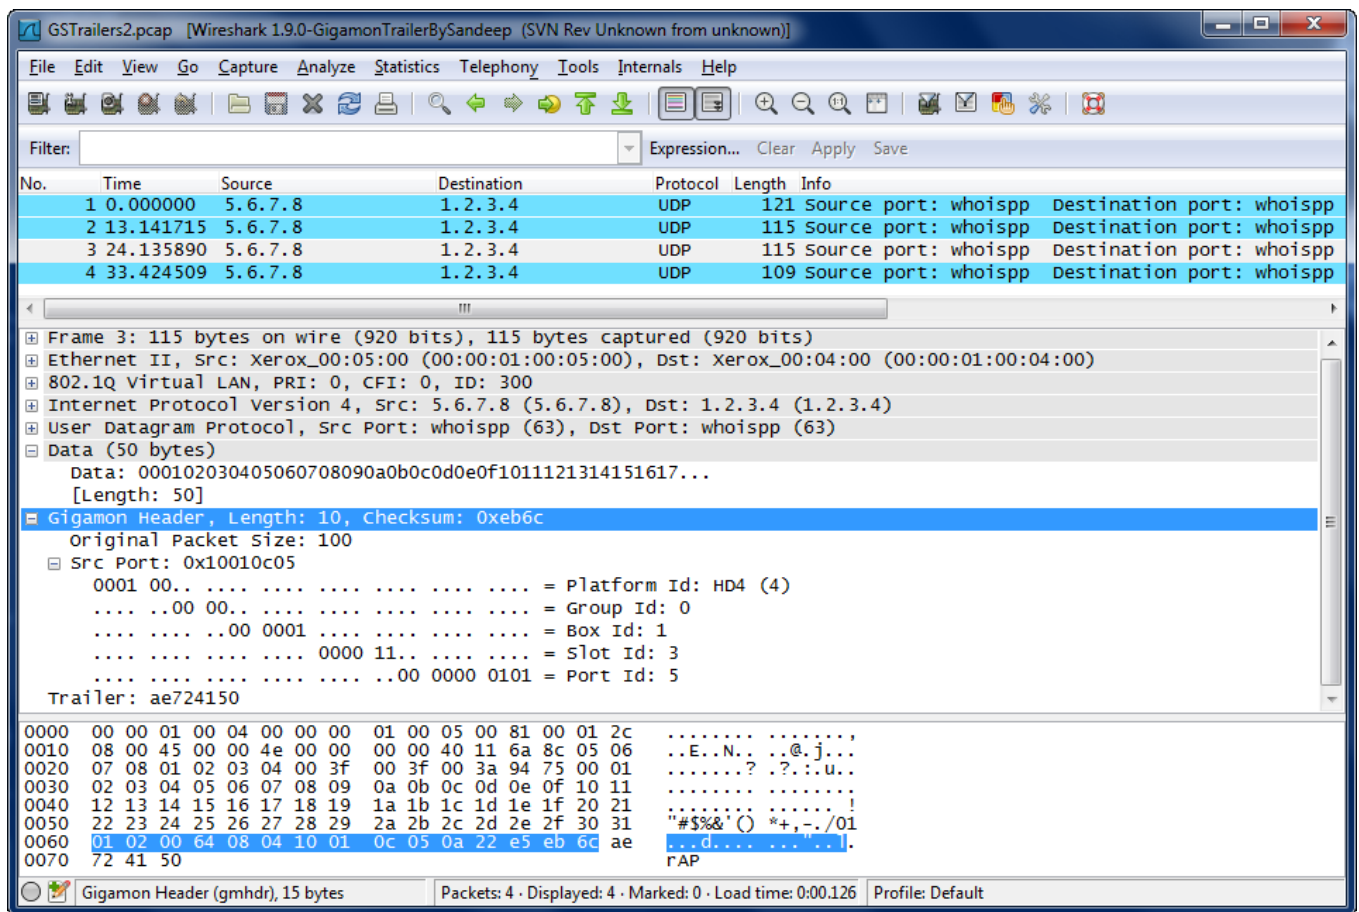 GSTrailers2.pcap   [Wireshark 1.9.0-GigamonTrailerBySandeep  (SVN Rev Unknown from unknown)]
File  Edit  View  Go  Capture  Analyze  Statistics  Telephony  Tools  Internals  Help
Filter:  Expression...  Clear  Apply  Save
No.  Time  Source  Destination  Protocol  Length  Info
1 0.000000  5.6.7.8  1.2.3.4  UDP  121 Source port: whoispp  Destination port: whoispp
2 13.141715  5.6.7.8  1.2.3.4  UDP  115 Source port: whoispp  Destination port: whoispp
3 24.135890  5.6.7.8  1.2.3.4  UDP  115 Source port: whoispp  Destination port: whoispp
4 33.424509  5.6.7.8  1.2.3.4  UDP  109 Source port: whoispp  Destination port: whoispp
Frame 3: 115 bytes on wire (920 bits), 115 bytes captured (920 bits)
Ethernet II, Src: Xerox_00:05:00 (00:00:01:00:05:00), Dst: Xerox_00:04:00 (00:00:01:00:04:00)
802.1Q Virtual LAN, PRI: 0, CFI: 0, ID: 300
Internet Protocol Version 4, Src: 5.6.7.8 (5.6.7.8), Dst: 1.2.3.4 (1.2.3.4)
User Datagram Protocol, Src Port: whoispp (63), Dst Port: whoispp (63)
Data (50 bytes)
Data: 000102030405060708090a0b0c0d0e0f1011121314151617...
[Length: 50]
Gigamon Header, Length: 10, Checksum: 0xeb6c
Original Packet Size: 100
Src Port: 0x10010c05
0001 00.. .... .... .... .... .... .... = Platform Id: HD4 (4)
.... ..00 00.. .... .... .... .... .... = Group Id: 0
.... .... ..00 0001 .... .... .... .... = Box Id: 1
.... .... .... .... 0000 11.. .... .... = Slot Id: 3
.... .... .... .... .... ..00 0000 0101 = Port Id: 5
Trailer: ae724150
0000  00 00 01 00 04 00 00 00  01 00 05 00 81 00 01 2c  ........ .......,
0010  08 00 45 00 00 4e 00 00  00 00 40 11 6a 8c 05 06  ..E..N.. ..@.j...
0020  07 08 01 02 03 04 00 3f  00 3f 00 3a 94 75 00 01  .......? .?.:.u..
0030  02 03 04 05 06 07 08 09  0a 0b 0c 0d 0e 0f 10 11  ........ ........
0040  12 13 14 15 16 17 18 19  1a 1b 1c 1d 1e 1f 20 21  ........ ...... !
0050  22 23 24 25 26 27 28 29  2a 2b 2c 2d 2e 2f 30 31  "#$%&'() *+,-./01
0060  01 02 00 64 08 04 10 01  0c 05 0a 22 e5 eb 6c ae  ...d.... ..."..l.
0070  72 41 50  rAP
Gigamon Header (gmhdr), 15 bytes  Packets: 4 · Displayed: 4 · Marked: 0 · Load time: 0:00.126  Profile: Default